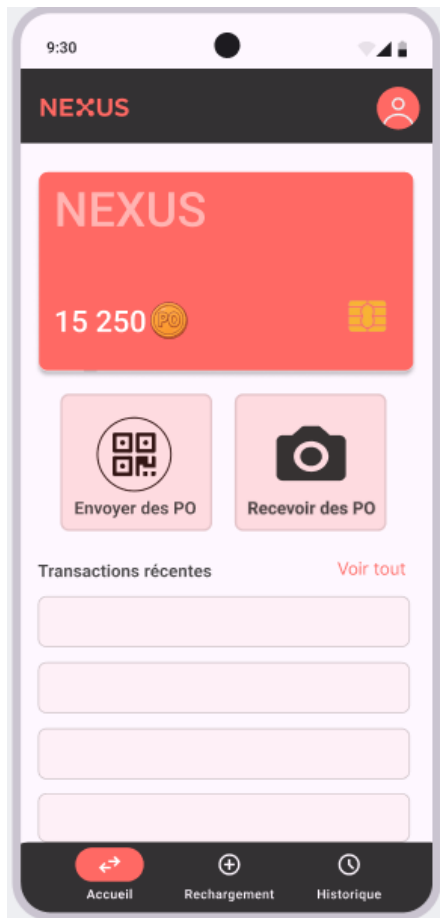 9:30
NEXUS
NEXUS
15 250 PO
Envoyer des PO
Recevoir des PO
Transactions récentes
Voir tout
Accueil
Rechargement
Historique